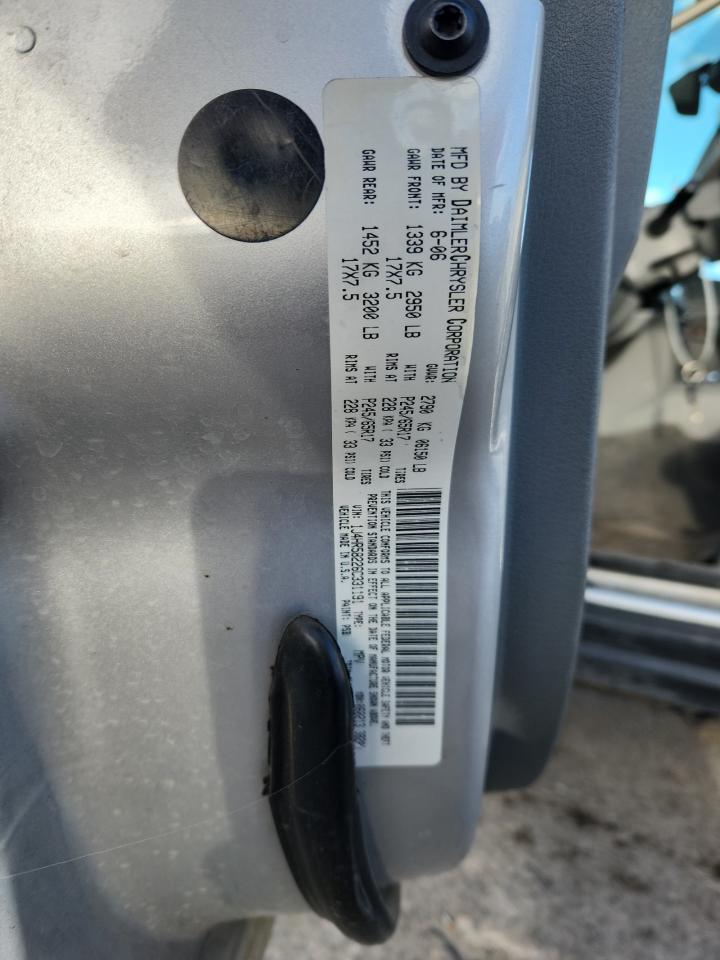 MFD BY DAIMLERCHRYSLER CORPORATION
DATE OF MFR: 6-06 GVWR: 2790 KG 06150 LB
GAWR FRONT: 1339 KG 2950 LB WITH P245/65R17 TIRES
17X7.5 RIMS AT 228 KPA ( 33 PSI) COLD
GAWR REAR: 1452 KG 3200 LB WITH P245/65R17 TIRES
17X7.5 RIMS AT 228 KPA ( 33 PSI) COLD
THIS VEHICLE CONFORMS TO ALL APPLICABLE FEDERAL MOTOR VEHICLE SAFETY AND THEFT
PREVENTION STANDARDS IN EFFECT ON THE DATE OF MANUFACTURE SHOWN ABOVE.
VIN: 1J4HR58226C331191 TYPE: MPV
VEHICLE MADE IN U.S.A. PAINT: PSB